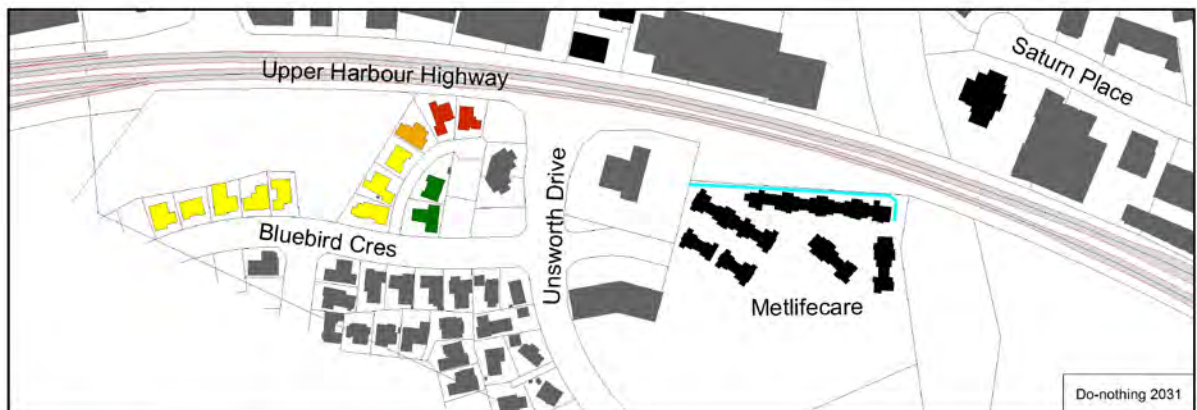 Upper Harbour Highway
Saturn Place
Unsworth Drive
Bluebird Cres
Metlifecare
Do-nothing 2031